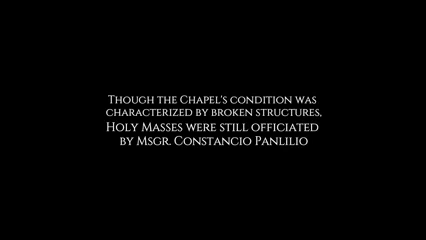 Though the Chapel's condition was
characterized by broken structures,
Holy Masses were still officiated
by Msgr. Constancio Panlilio